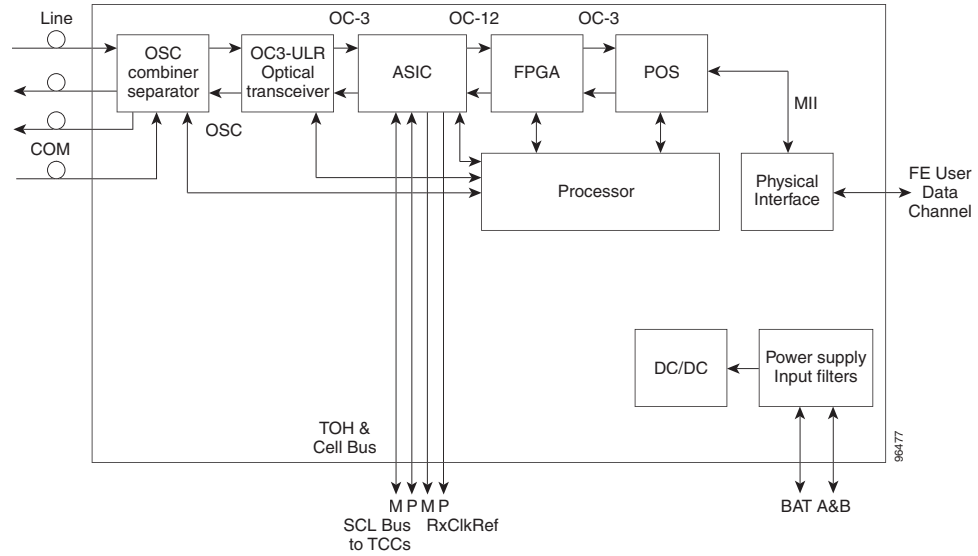 Line
OC-3
OC-12
OC-3
OSC
combiner
separator
OC3-ULR
Optical
transceiver
ASIC
FPGA
POS
MII
OSC
COM
Processor
Physical
Interface
FE User
Data
Channel
DC/DC
Power supply
Input filters
TOH &
Cell Bus
96477
M P M P
SCL Bus
to TCCs
RxClkRef
BAT A&B